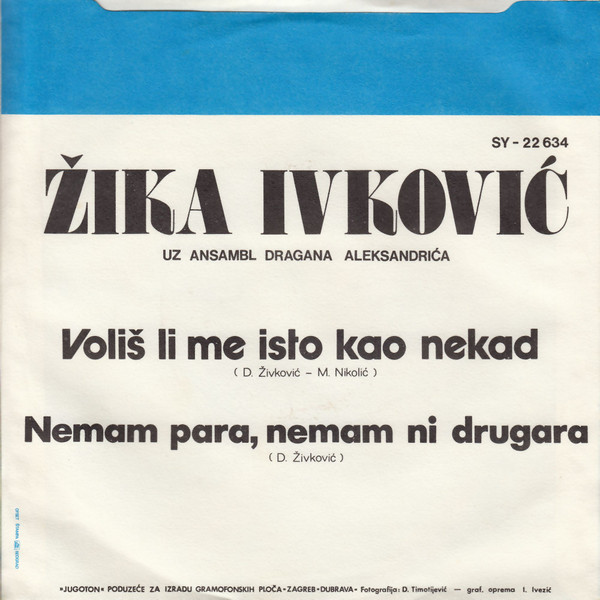 SY - 22 634
ŽIKA IVKOVIĆ
UZ ANSAMBL DRAGANA ALEKSANDRIĆA
Voliš li me isto kao nekad
( D. Živković – M. Nikolić )
Nemam para, nemam ni drugara
( D. Živković )
»JUGOTON« PODUZEĆE ZA IZRADU GRAMOFONSKIH PLOČA - ZAGREB - DUBRAVA - Fotografija: D. Timotijević — graf. oprema I. Ivezić